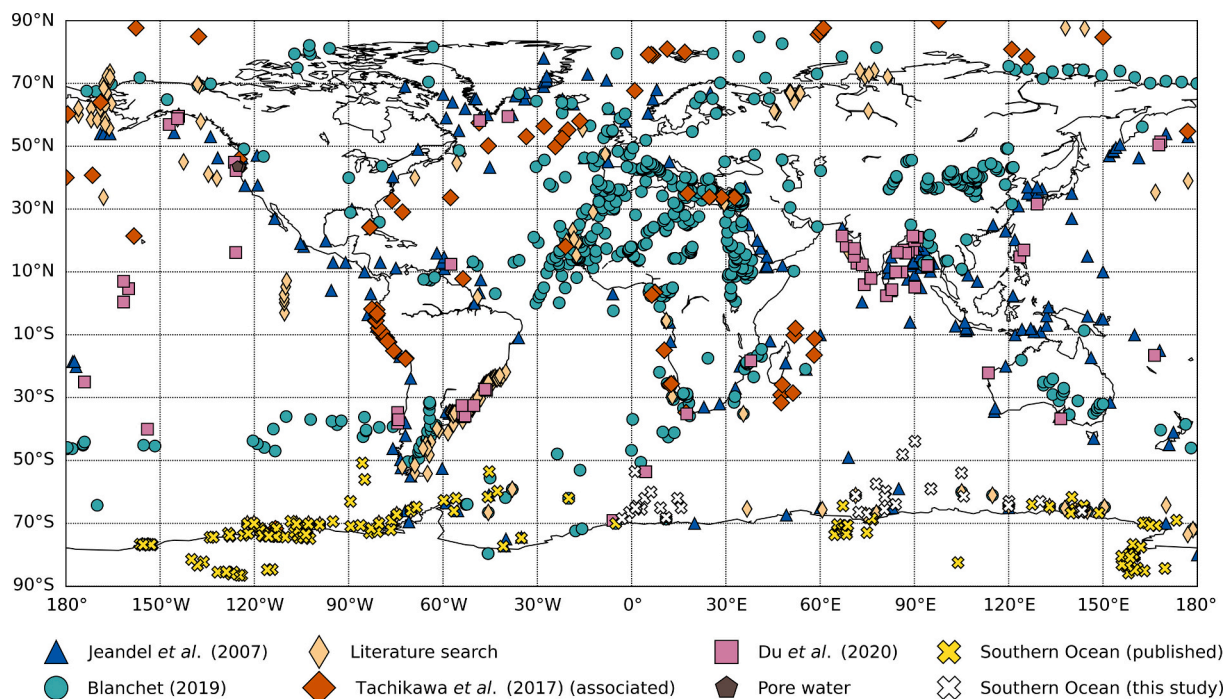 90°N
70°N
50°N
30°N
10°N
10°S
30°S
50°S
70°S
90°S
180° 150°W 120°W 90°W 60°W 30°W 0° 30°E 60°E 90°E 120°E 150°E 180°
Jeandel et al. (2007) Literature search Du et al. (2020) Southern Ocean (published)
Blanchet (2019) Tachikawa et al. (2017) (associated) Pore water Southern Ocean (this study)